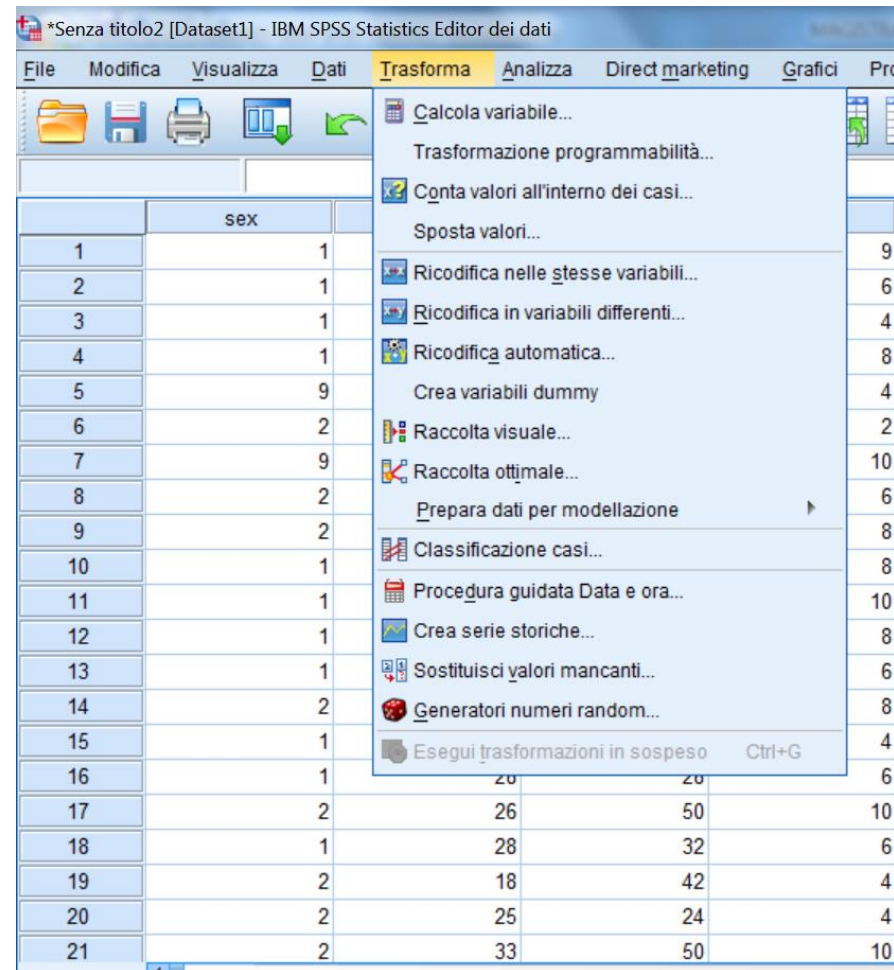 *Senza titolo2 [Dataset1] - IBM SPSS Statistics Editor dei dati
File Modifica Visualizza Dati Trasforma Analizza Direct marketing Grafici
Calcola variabile...
Trasformazione programmabilità...
Conta valori all'interno dei casi...
Sposta valori...
Ricodifica nelle stesse variabili...
Ricodifica in variabili differenti...
Ricodifica automatica...
Crea variabili dummy
Raccolta visuale...
Raccolta ottimale...
Prepara dati per modellazione
Classificazione casi...
Procedura guidata Data e ora...
Crea serie storiche...
Sostituisci valori mancanti...
Generatori numeri random...
Esegui trasformazioni in sospeso Ctrl+G
sex
1 1 9
2 1 6
3 1 4
4 1 8
5 9 4
6 2 2
7 9 10
8 2 6
9 2 8
10 1 8
11 1 10
12 1 8
13 1 6
14 2 8
15 1 4
16 1 6
17 2 26 50 10
18 1 28 32 6
19 2 18 42 4
20 2 25 24 4
21 2 33 50 10